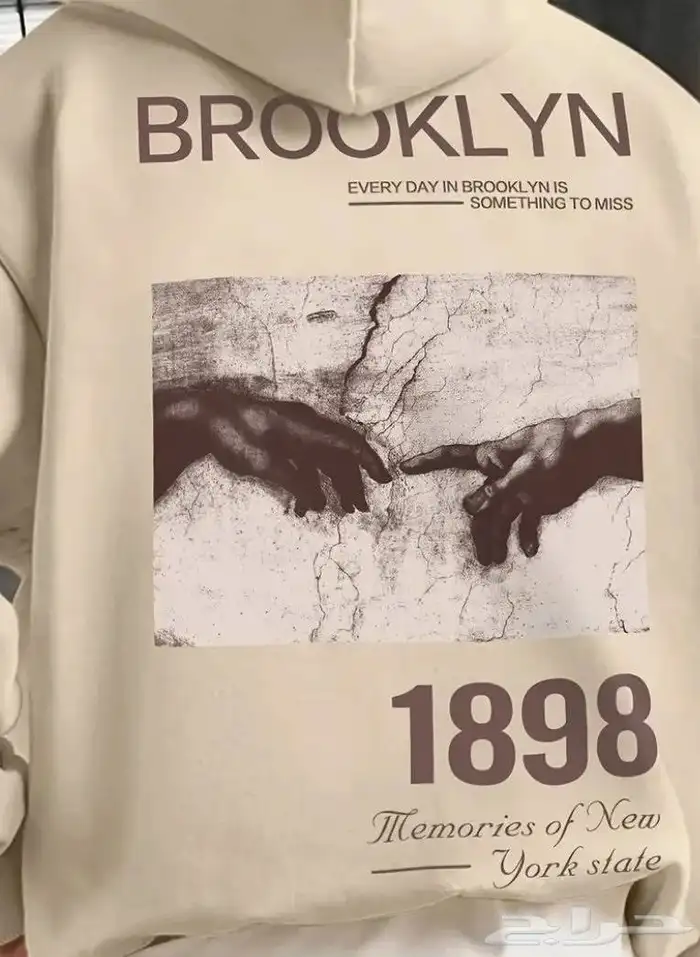 BROOKLYN
EVERY DAY IN BROOKLYN IS
SOMETHING TO MISS
1898
Memories of New
York state
حراج